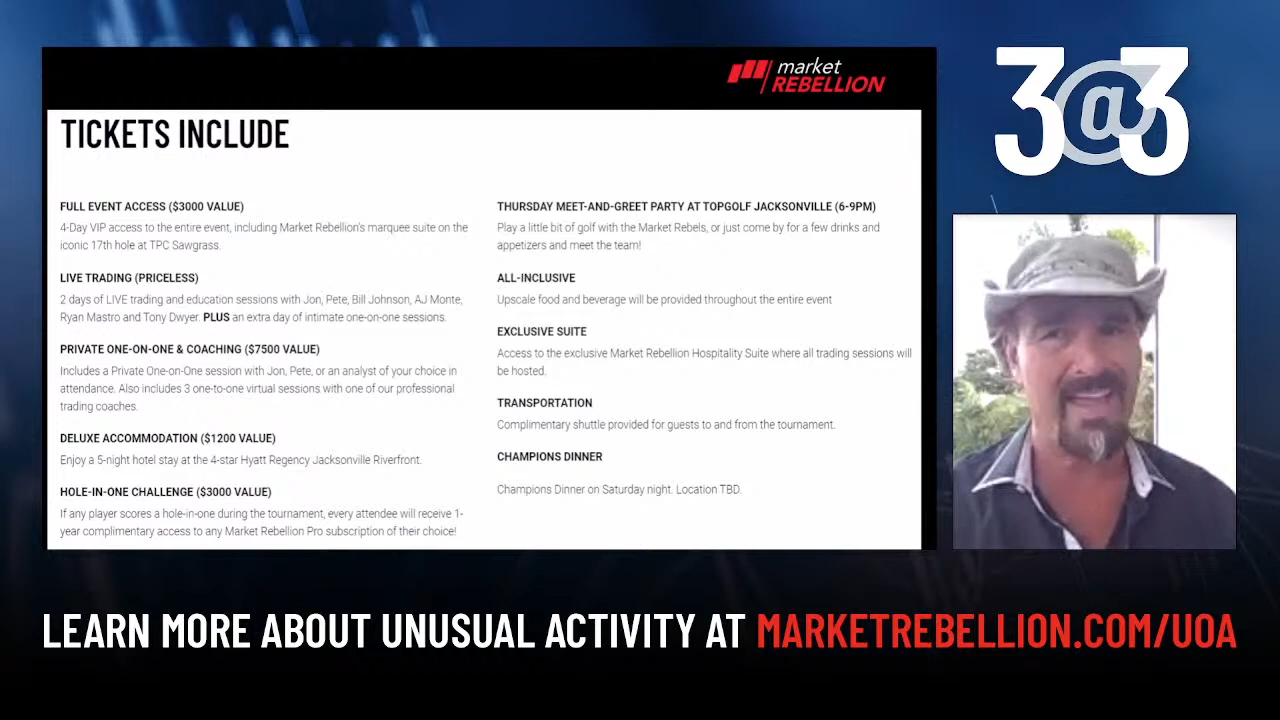 market
REBELLION
3@3
TICKETS INCLUDE
FULL EVENT ACCESS ($3000 VALUE)
4-Day VIP access to the entire event, including Market Rebellion's marquee suite on the
iconic 17th hole at TPC Sawgrass.
LIVE TRADING (PRICELESS)
2 days of LIVE trading and education sessions with Jon, Pete, Bill Johnson, AJ Monte,
Ryan Mastro and Tony Dwyer. PLUS an extra day of intimate one-on-one sessions.
PRIVATE ONE-ON-ONE & COACHING ($7500 VALUE)
Includes a Private One-on-One session with Jon, Pete, or an analyst of your choice in
attendance. Also includes 3 one-to-one virtual sessions with one of our professional
trading coaches.
DELUXE ACCOMMODATION ($1200 VALUE)
Enjoy a 5-night hotel stay at the 4-star Hyatt Regency Jacksonville Riverfront.
HOLE-IN-ONE CHALLENGE ($3000 VALUE)
If any player scores a hole-in-one during the tournament, every attendee will receive 1-
year complimentary access to any Market Rebellion Pro subscription of their choice!
THURSDAY MEET-AND-GREET PARTY AT TOPGOLF JACKSONVILLE (6-9PM)
Play a little bit of golf with the Market Rebels, or just come by for a few drinks and
appetizers and meet the team!
ALL-INCLUSIVE
Upscale food and beverage will be provided throughout the entire event
EXCLUSIVE SUITE
Access to the exclusive Market Rebellion Hospitality Suite where all trading sessions will
be hosted.
TRANSPORTATION
Complimentary shuttle provided for guests to and from the tournament.
CHAMPIONS DINNER
Champions Dinner on Saturday night. Location TBD.
LEARN MORE ABOUT UNUSUAL ACTIVITY AT MARKETREBELLION.COM/UOA